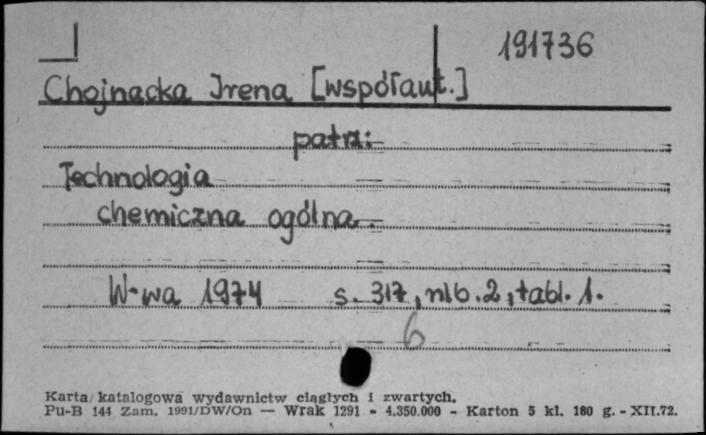 191736
Chojnacka Irena [współaut.]
patrz:
Technologia
chemiczna ogólna.
W-wa 1974 s. 317, nlb. 2, tabl. 1.
6
Karta katalogowa wydawnictw ciągłych i zwartych.
Pu-B 144 Zam. 1991/DW/On — Wrak 1291 - 4.350.000 - Karton 5 kl. 180 g. - XII.72.